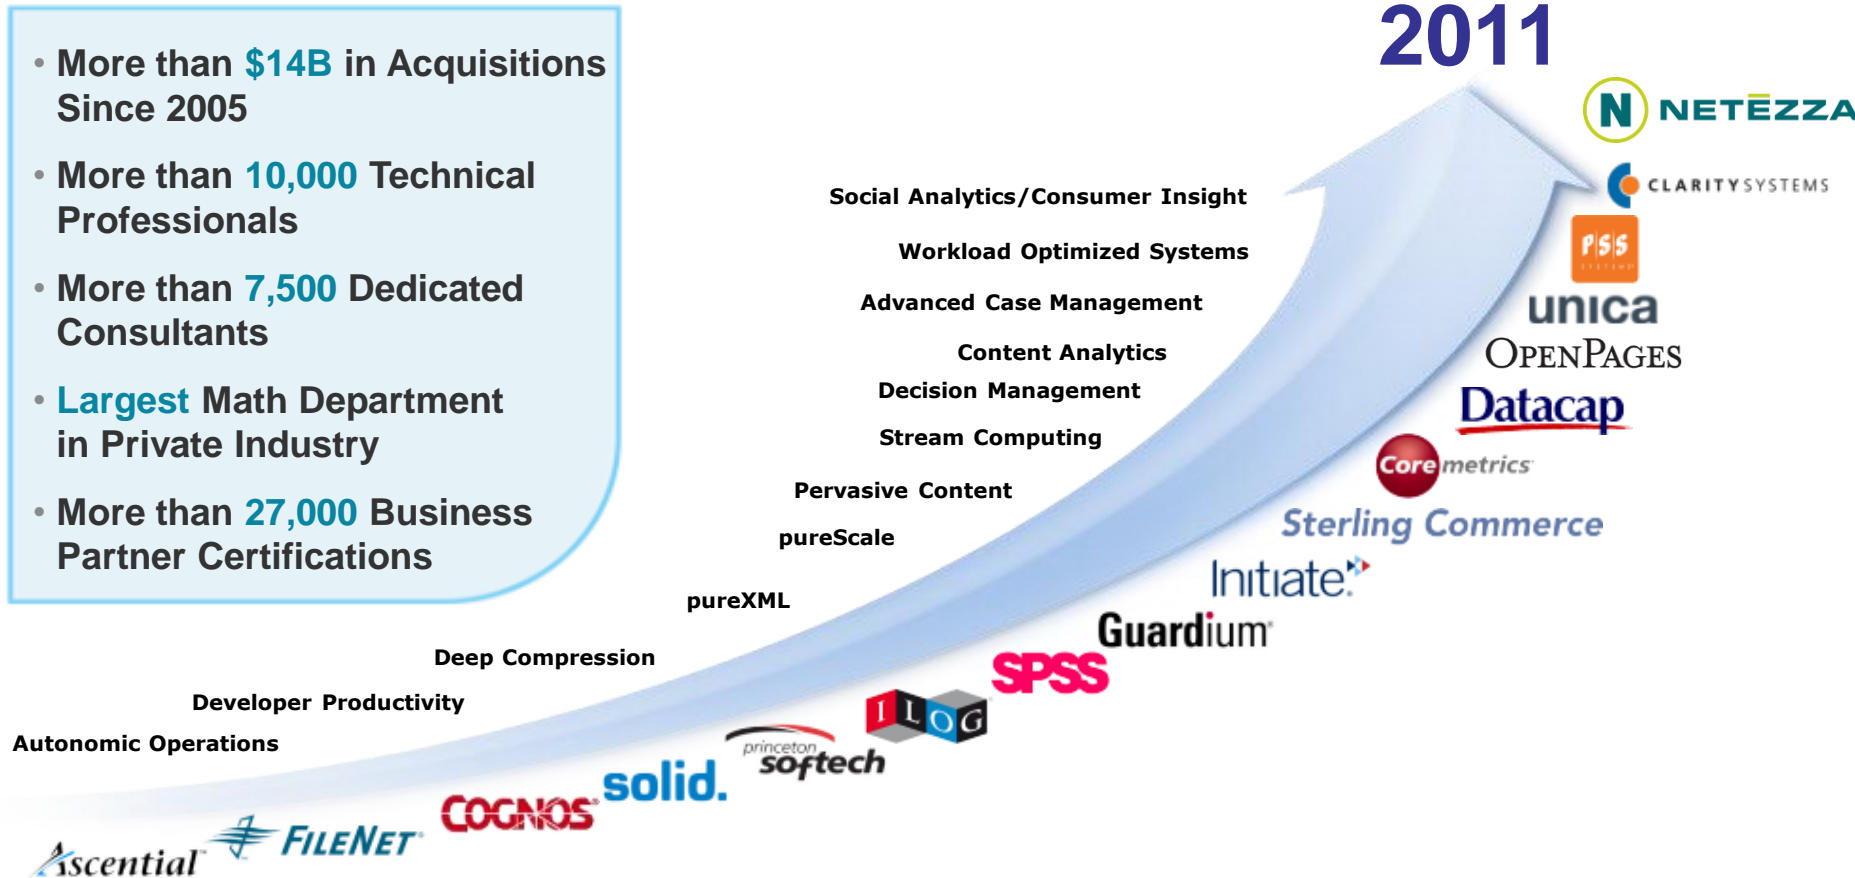 2011
• More than $14B in Acquisitions
Since 2005
• More than 10,000 Technical
Professionals
• More than 7,500 Dedicated
Consultants
• Largest Math Department
in Private Industry
• More than 27,000 Business
Partner Certifications
Social Analytics/Consumer Insight
Workload Optimized Systems
Advanced Case Management
Content Analytics
Decision Management
Stream Computing
Pervasive Content
pureScale
pureXML
Deep Compression
Developer Productivity
Autonomic Operations
N NETĒZZA
CLARITY SYSTEMS
PSS
SYSTEMS
unica
OPENPAGES
Datacap
Coremetrics
Sterling Commerce
Initiate
Guardium
SPSS
ILOG
princeton
softech
solid.
COGNOS
FILENET
Ascential